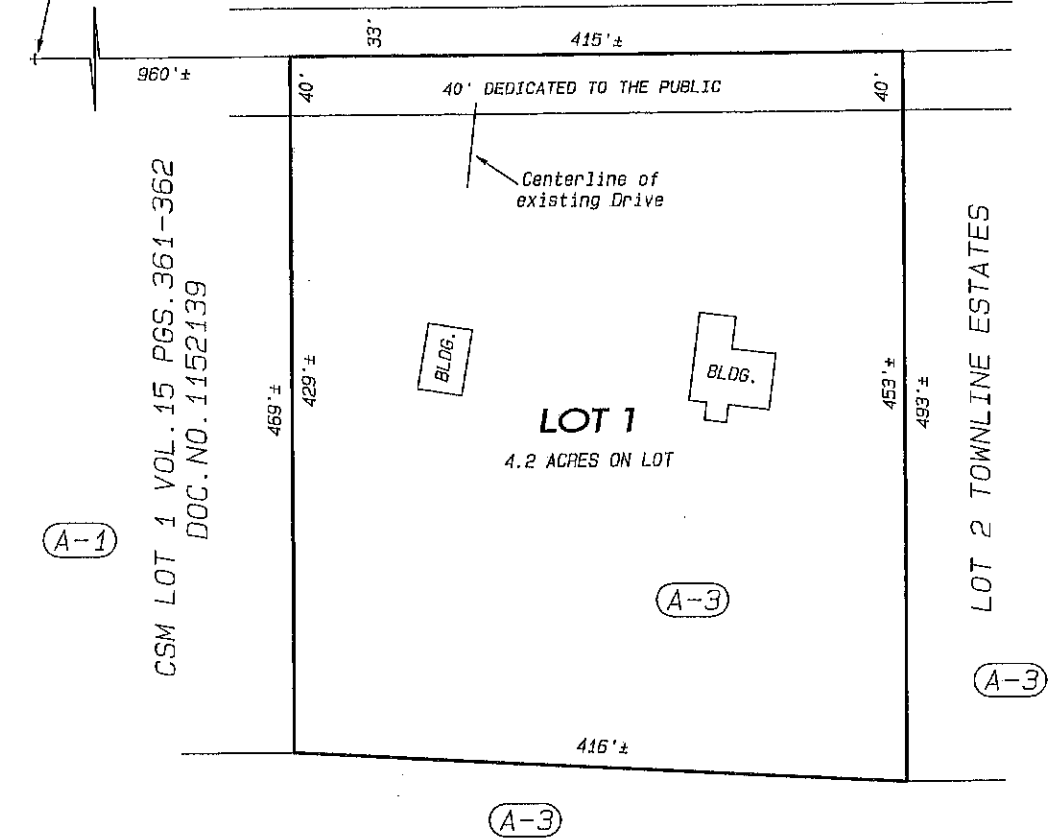 33'
415'±
960'±
40'
40' DEDICATED TO THE PUBLIC
40'
Centerline of
existing Drive
CSM LOT 1 VOL.15 PGS.361-362
DOC.NO.1152139
LOT 2 TOWNLINE ESTATES
BLDG.
BLDG.
469'±
429'±
453'±
493'±
LOT 1
4.2 ACRES ON LOT
A-1
A-3
A-3
416'±
A-3